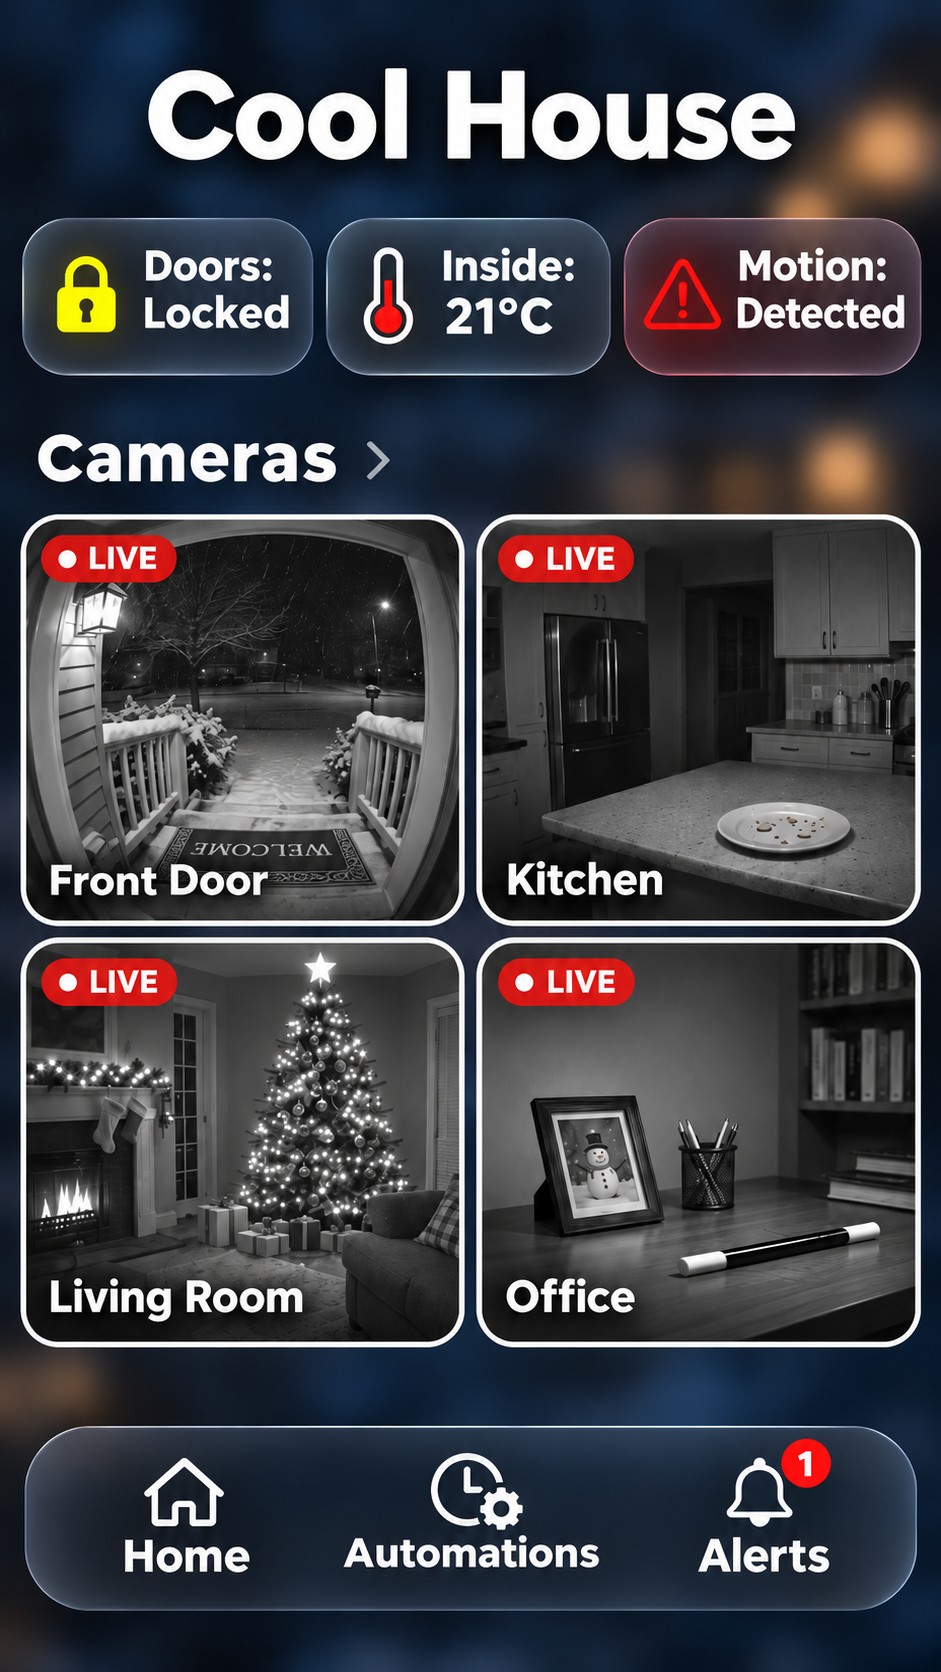 Cool House
Doors:
Locked
Inside:
21°C
Motion:
Detected
Cameras >
LIVE
WELCOME
Front Door
LIVE
Kitchen
LIVE
Living Room
LIVE
Office
Home
Automations
1
Alerts